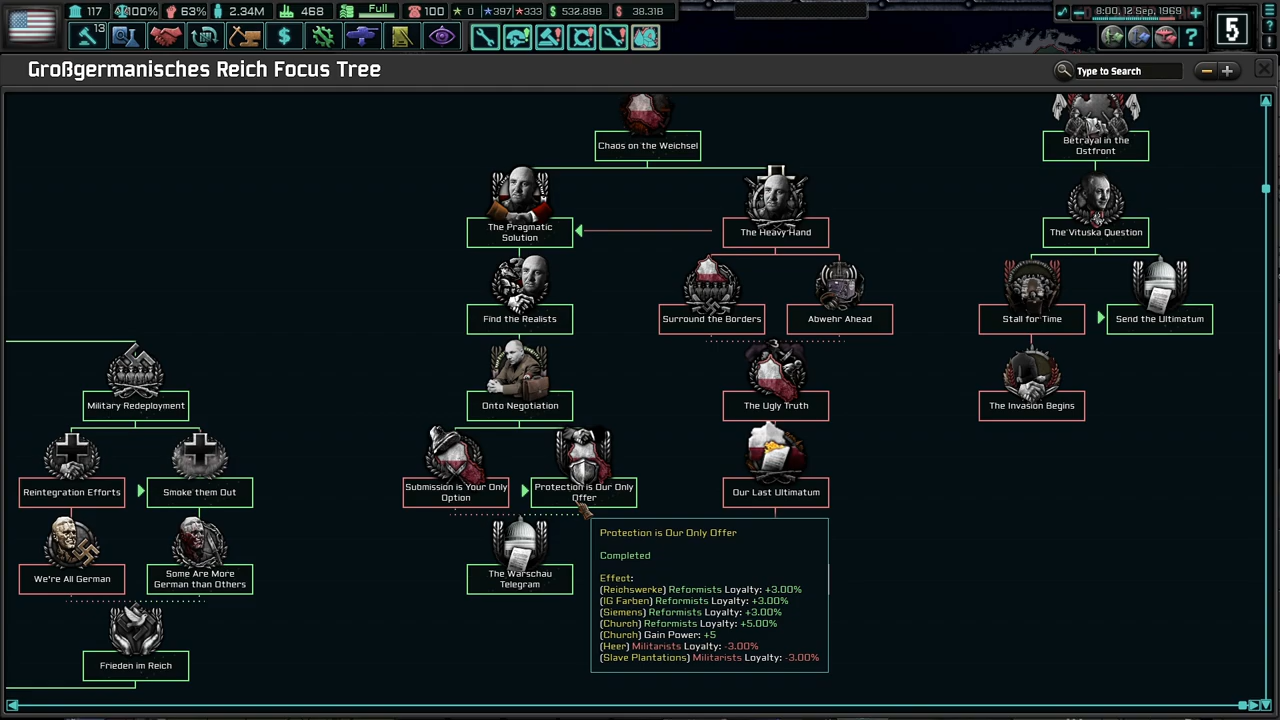 117 100% 63% 2.34M 468 Full 100 0 397 333 532.89B 38.31B 8:00, 12 Sep, 1969 5
13
Großgermanisches Reich Focus Tree
Type to Search
Chaos on the Weichsel
Betrayal in the
Ostfront
The Pragmatic
Solution
The Heavy Hand
The Vituska Question
Find the Realists
Surround the Borders
Abwehr Ahead
Stall for Time
Send the Ultimatum
Military Redeployment
Onto Negotiation
The Ugly Truth
The Invasion Begins
Reintegration Efforts
Smoke them Out
Submission is Your Only
Option
Protection is Our Only
Offer
Our Last Ultimatum
We're All German
Some Are More
German than Others
The Warschau
Telegram
Frieden im Reich
Protection is Our Only Offer
Completed
Effect:
(Reichswerke) Reformists Loyalty: +3.00%
(IG Farben) Reformists Loyalty: +3.00%
(Siemens) Reformists Loyalty: +3.00%
(Church) Reformists Loyalty: +5.00%
(Church) Gain Power: +5
(Heer) Militarists Loyalty: -3.00%
(Slave Plantations) Militarists Loyalty: -3.00%